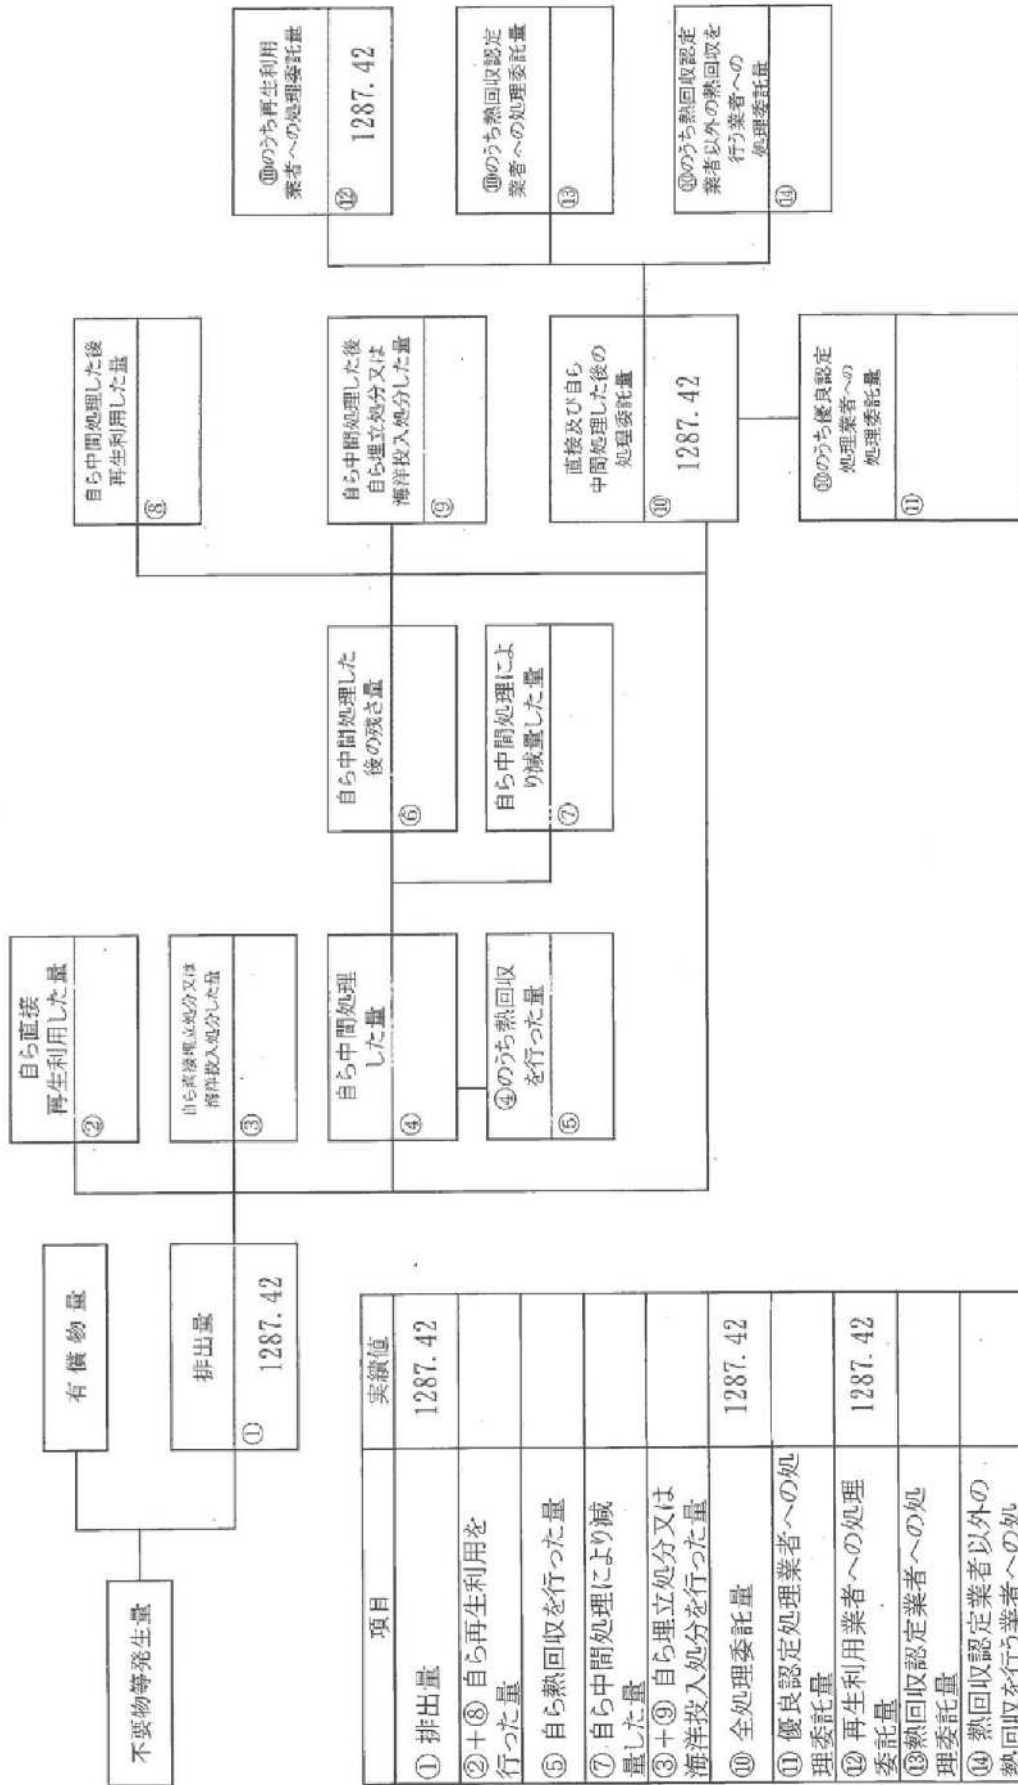 不要物等発生量
有償物量
排出量
①
1287.42
自ら直接
再生利用した量
②
自ら直接埋立処分又は
海洋投入処分した量
③
自ら中間処理
した量
④
④のうち熱回収
を行った量
⑤
自ら中間処理した
後の残さ量
⑥
自ら中間処理によ
り減量した量
⑦
自ら中間処理した後
再生利用した量
⑧
自ら中間処理した後
自ら埋立処分又は
海洋投入処分した量
⑨
直接及び自ら
中間処理した後の
処理委託量
⑩
1287.42
⑩のうち優良認定
処理業者への
処理委託量
⑪
⑩のうち再生利用
業者への処理委託量
⑫
1287.42
⑩のうち熱回収認定
業者への処理委託量
⑬
⑩のうち熱回収認定
業者以外の熱回収を
行う業者への
処理委託量
⑭
項目 実績値
① 排出量 1287.42
②+⑧ 自ら再生利用を
行った量
⑤ 自ら熱回収を行った量
⑦ 自ら中間処理により減
量した量
③+⑨ 自ら埋立処分又は
海洋投入処分を行った量
⑩ 全処理委託量 1287.42
⑪ 優良認定処理業者への処
理委託量
⑫ 再生利用業者への処理
委託量 1287.42
⑬熱回収認定業者への処
理委託量
⑭ 熱回収認定業者以外の
熱回収を行う業者への処